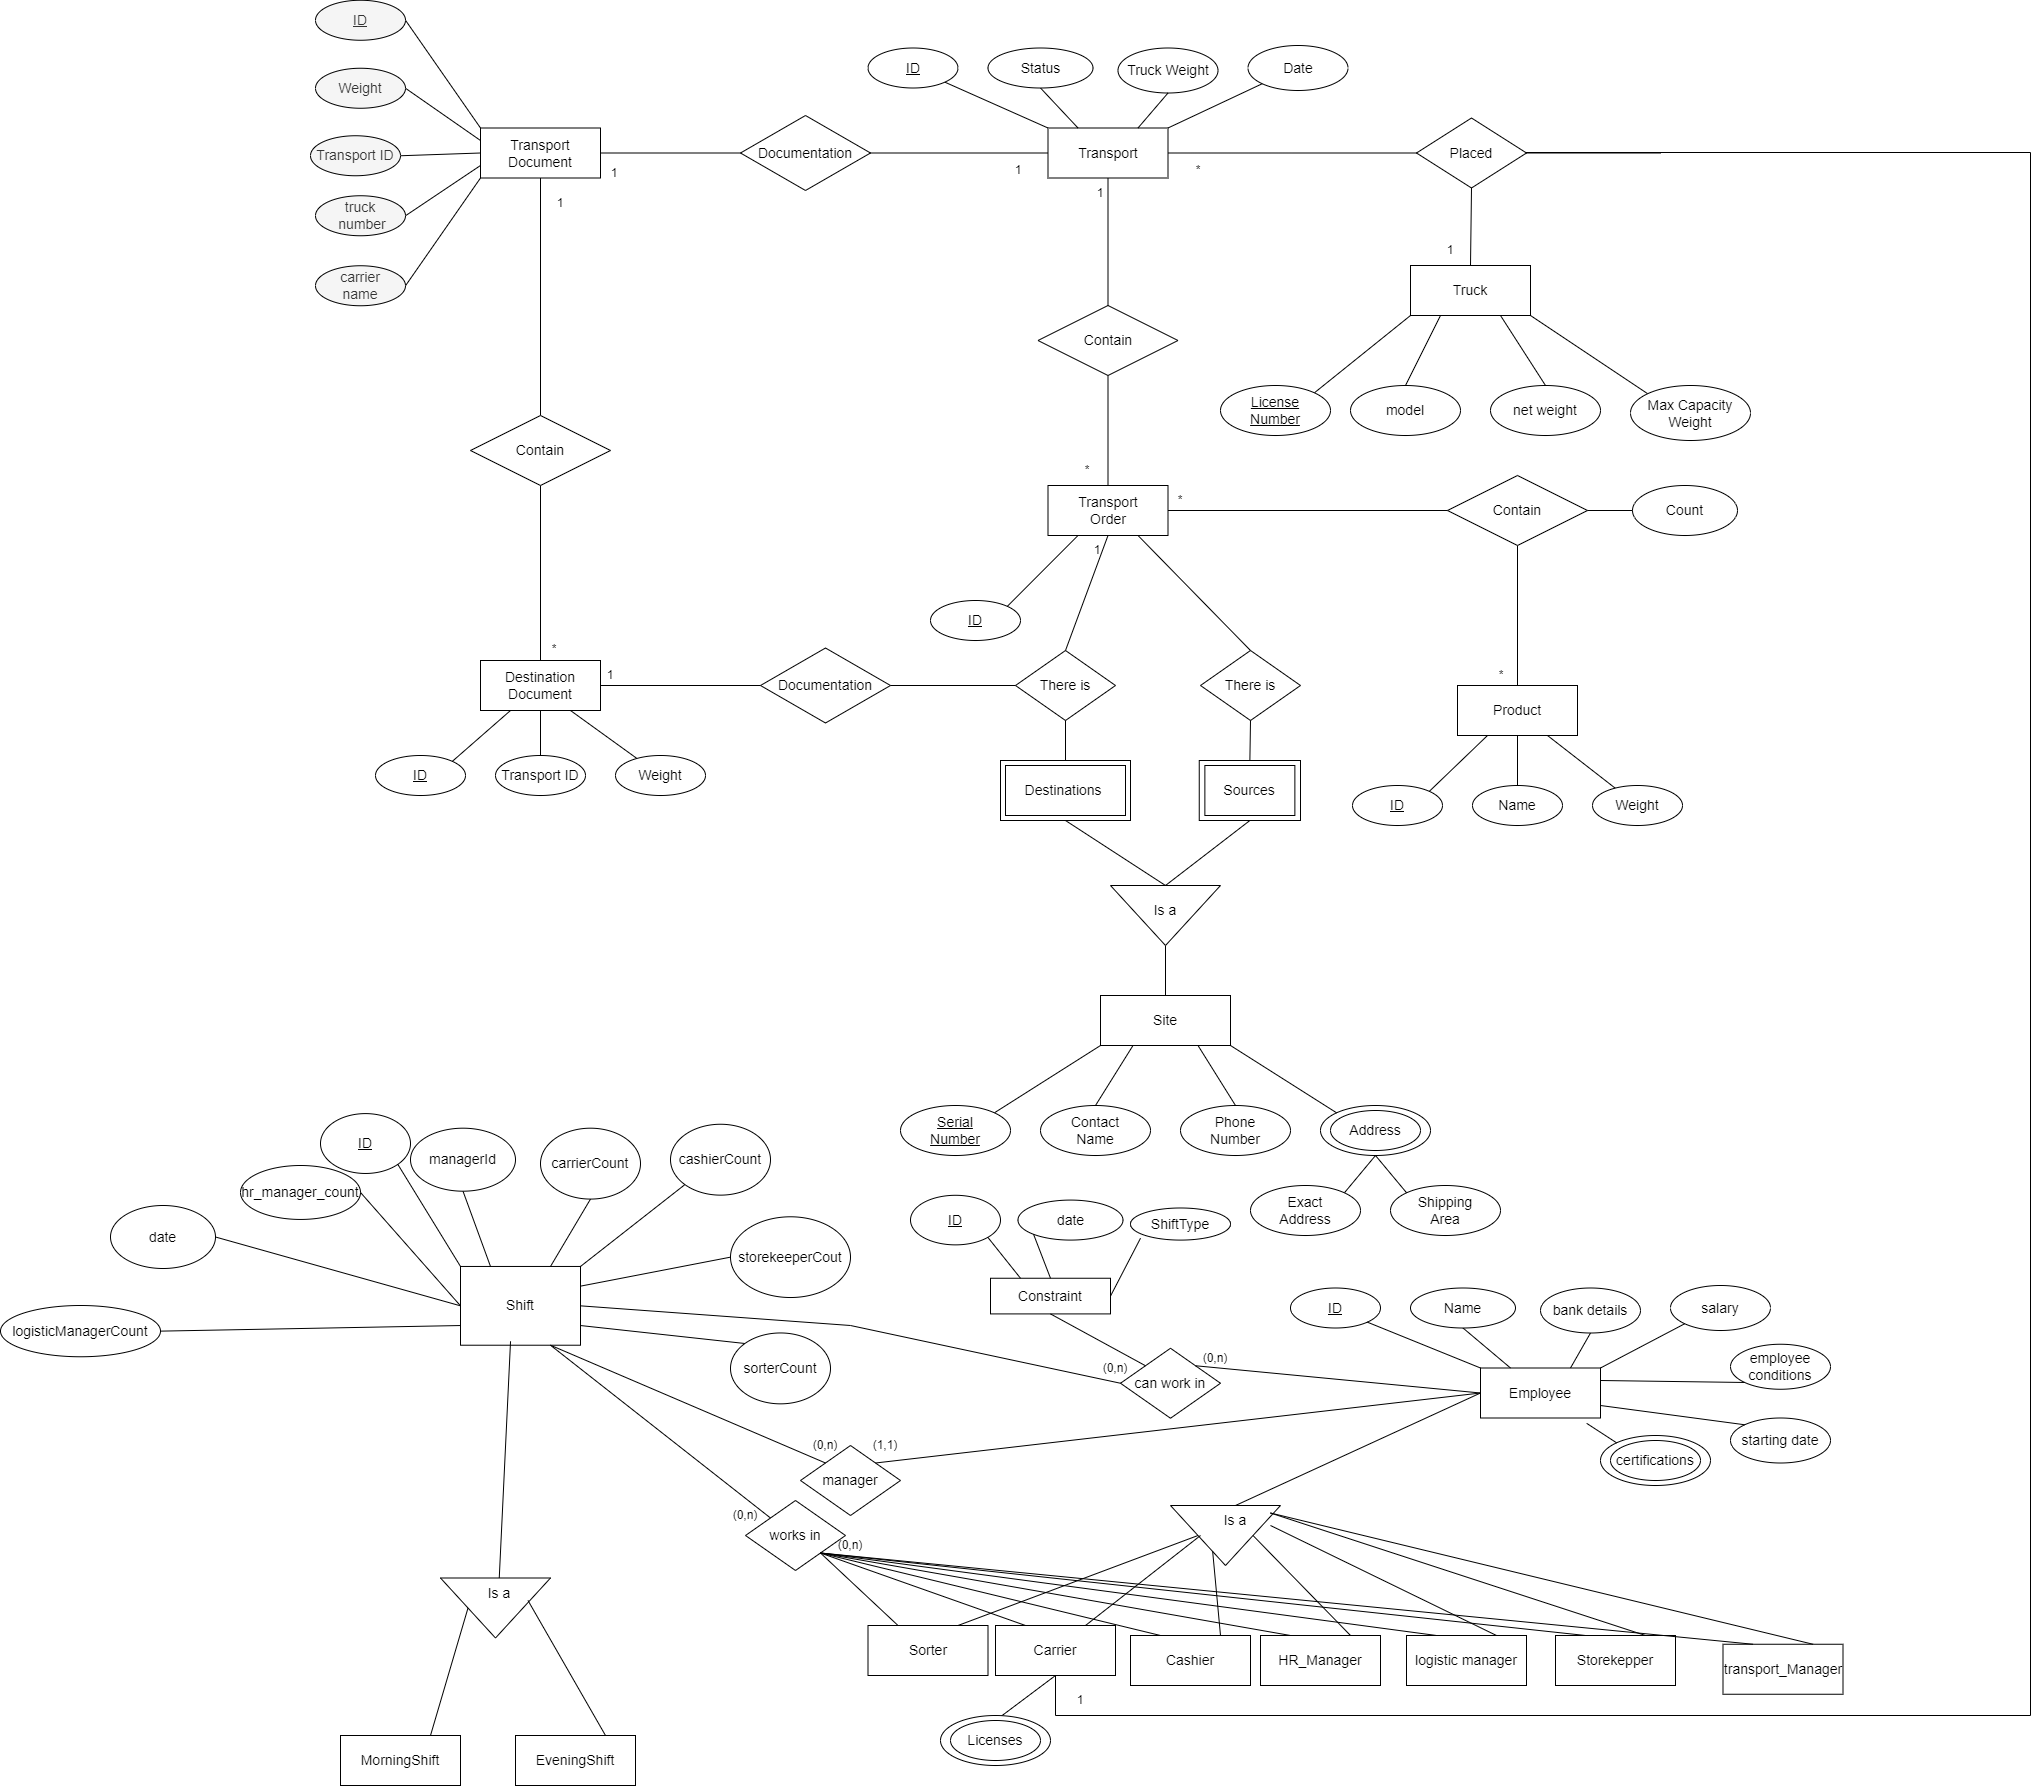 ID
Weight
Transport ID
truck
number
carrier
name
Transport
Document
1
1
Documentation
1
ID
Status
Truck Weight
Date
Transport
*
1
Placed
1
Truck
License
Number
model
net weight
Max Capacity
Weight
Contain
Contain
*
Transport
Order
*
1
Contain
Count
ID
*
Destination
Document
1
Documentation
There is
There is
*
Product
ID
Transport ID
Weight
Destinations
Sources
ID
Name
Weight
Is a
Site
Serial
Number
Contact
Name
Phone
Number
Address
Exact
Address
Shipping
Area
ID
managerId
carrierCount
cashierCount
hr_manager_count
date
storekeeperCout
logisticManagerCount
Shift
sorterCount
ID
date
ShiftType
Constraint
(0,n)
(0,n)
can work in
ID
Name
bank details
salary
employee
conditions
Employee
starting date
certifications
(0,n)
(1,1)
manager
(0,n)
works in
(0,n)
Is a
Is a
Sorter
Carrier
Cashier
HR_Manager
logistic manager
Storekepper
transport_Manager
1
Licenses
MorningShift
EveningShift